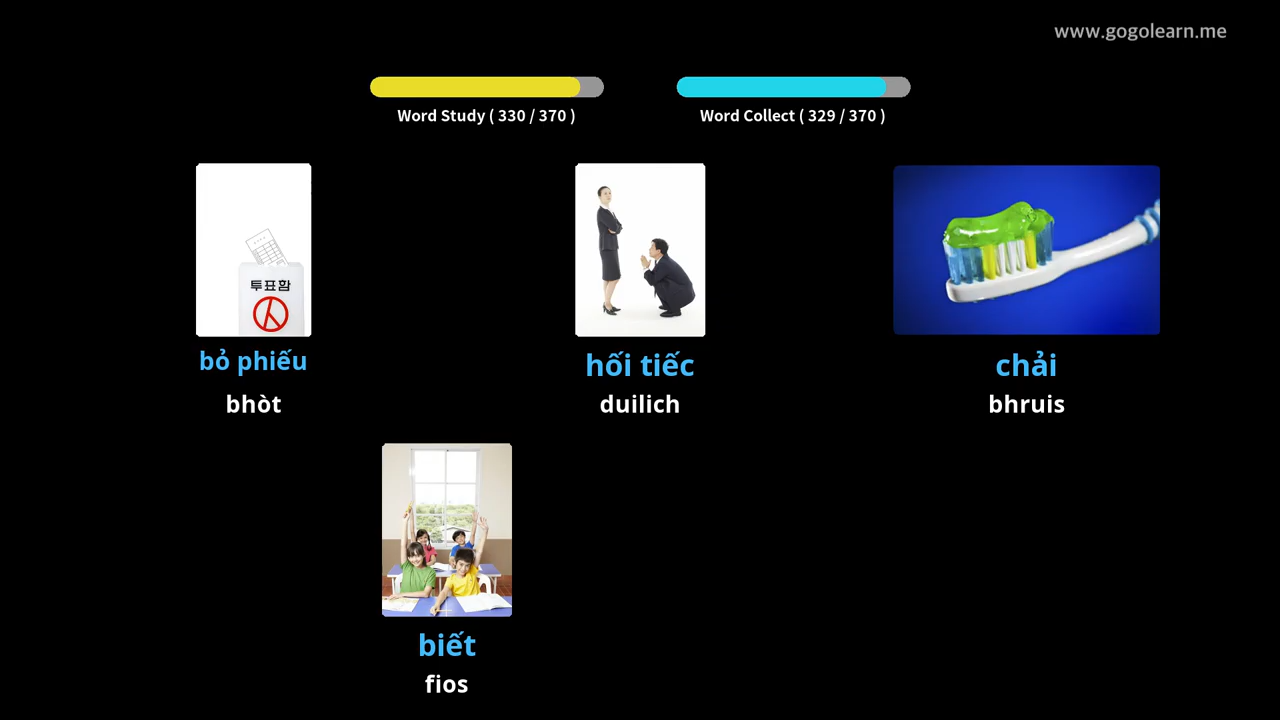 www.gogolearn.me
Word Study ( 330 / 370 )
Word Collect ( 329 / 370 )
투표함
bỏ phiếu
bhòt
hối tiếc
duilich
chải
bhruis
biết
fios